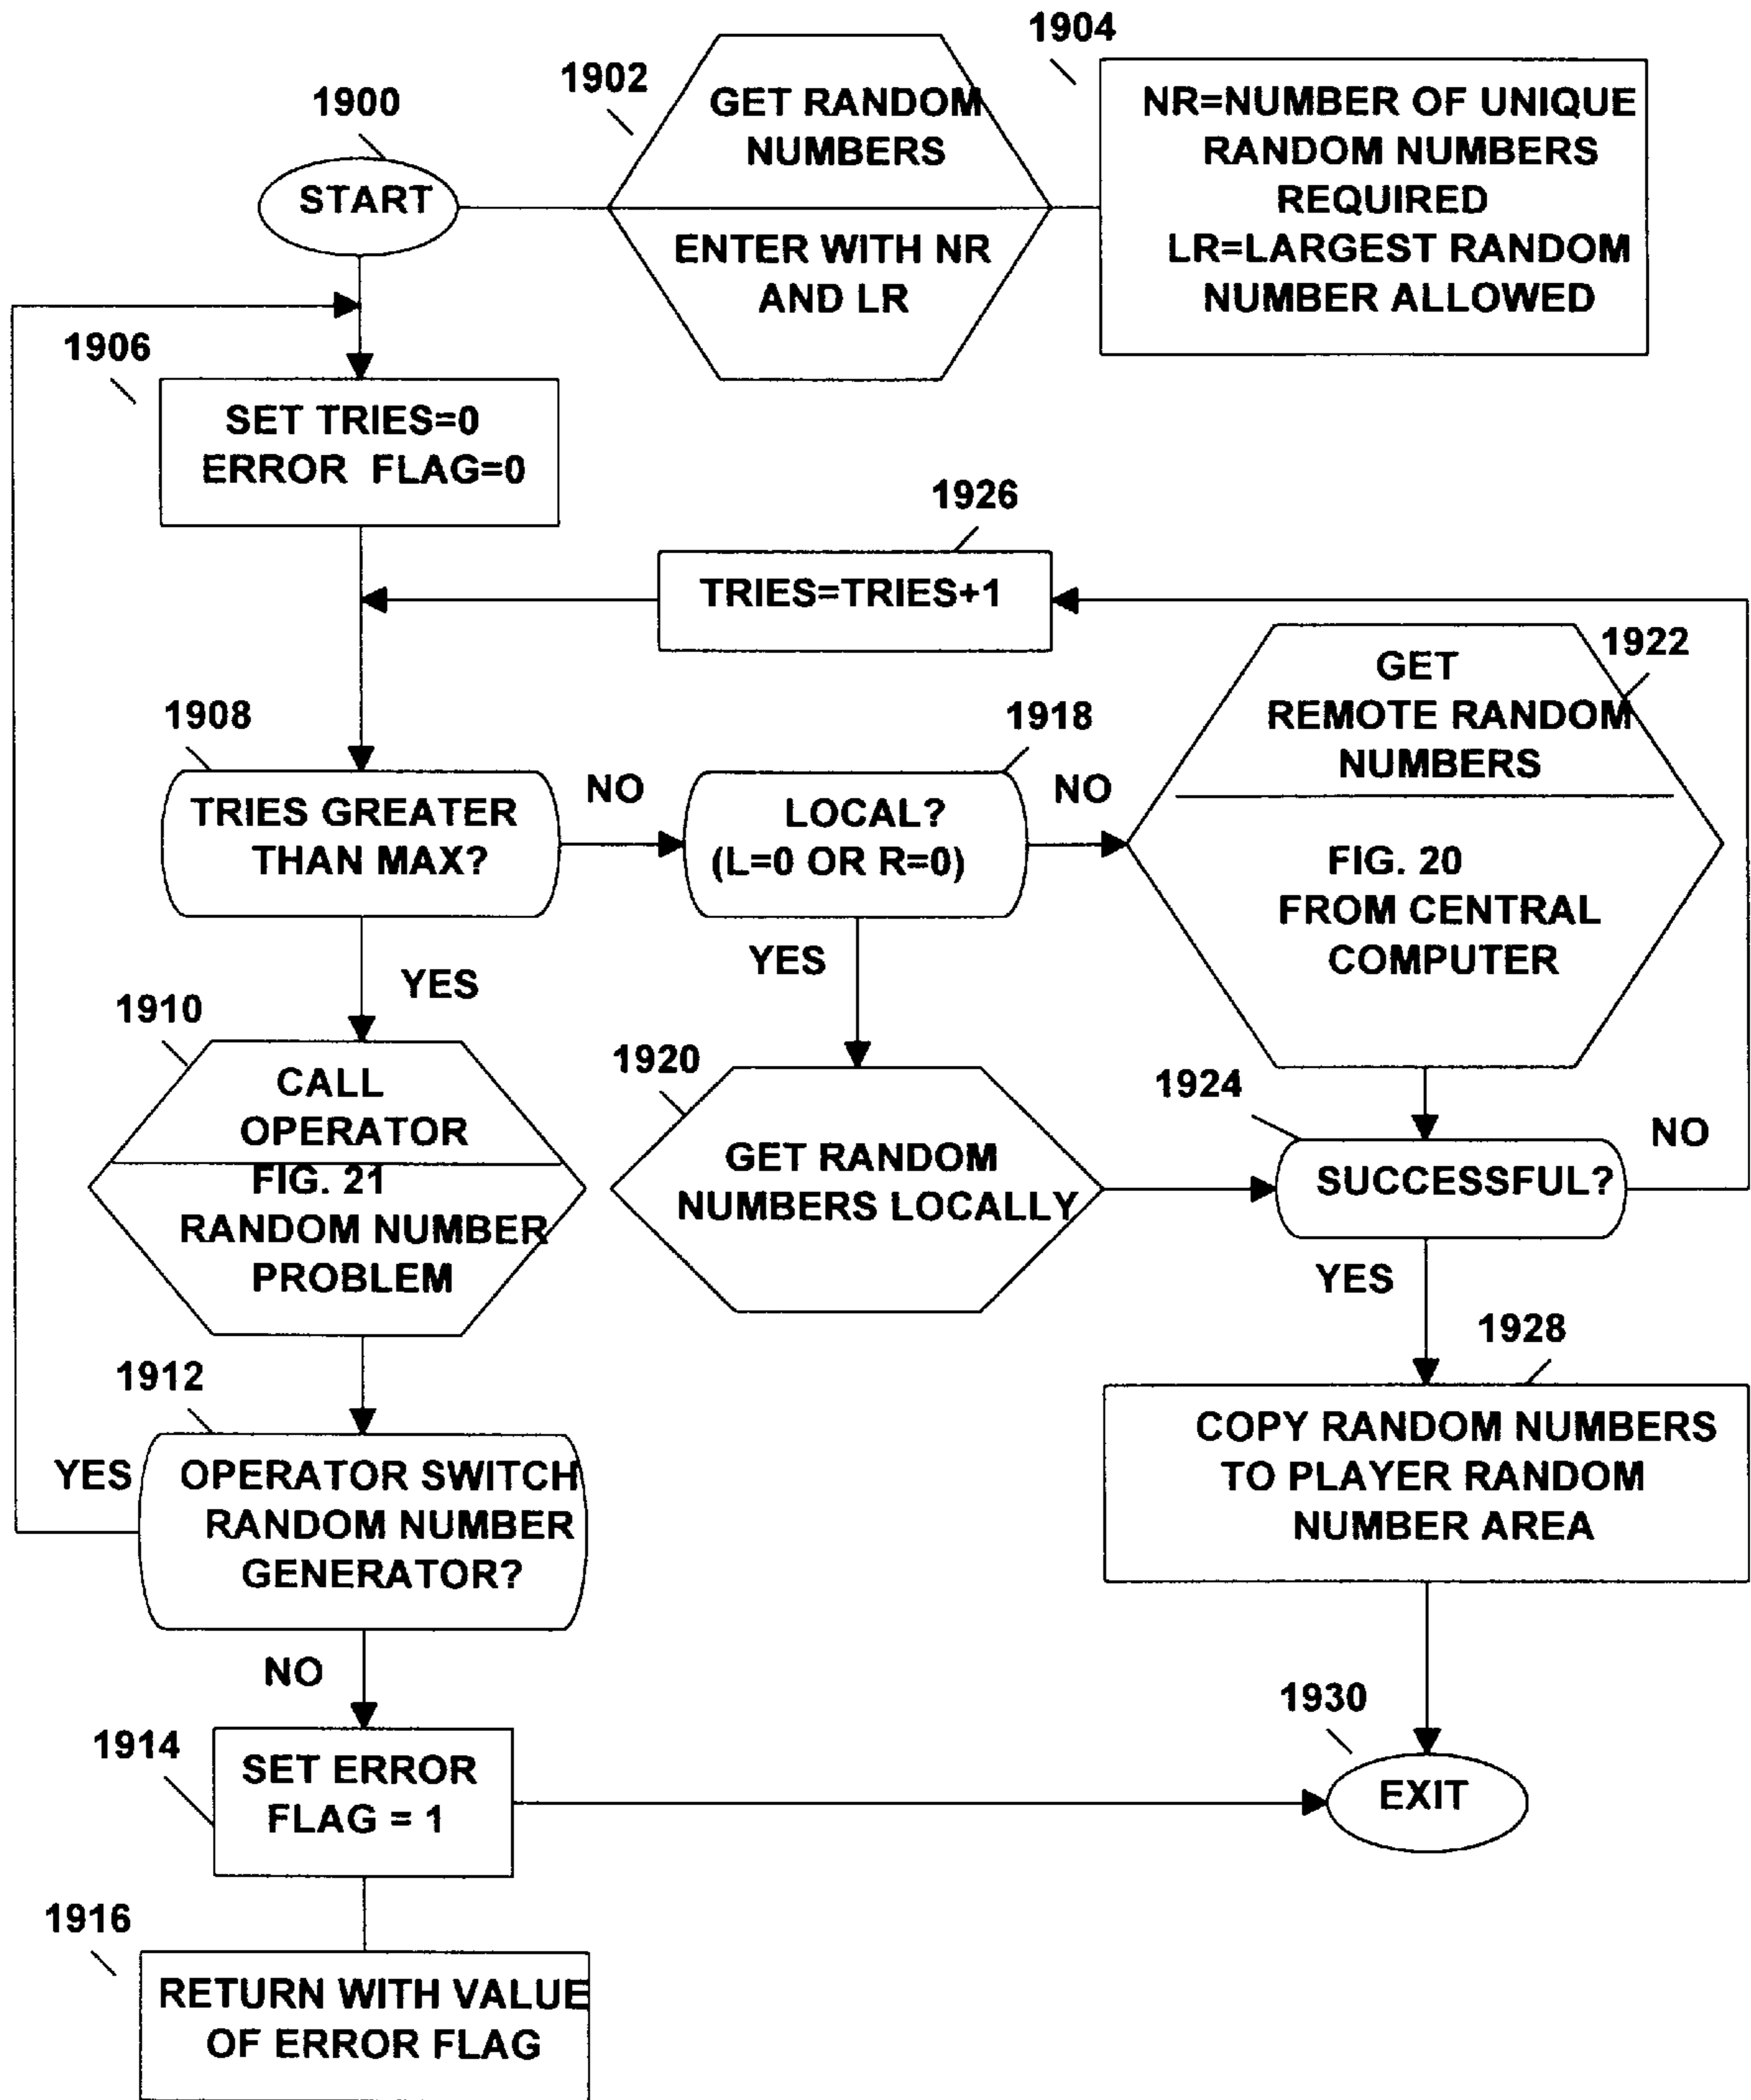 1900
START
1902
GET RANDOM
NUMBERS
ENTER WITH NR
AND LR
1904
NR=NUMBER OF UNIQUE
RANDOM NUMBERS
REQUIRED
LR=LARGEST RANDOM
NUMBER ALLOWED
1906
SET TRIES=0
ERROR FLAG=0
1926
TRIES=TRIES+1
1908
TRIES GREATER
THAN MAX?
NO
YES
1918
LOCAL?
(L=0 OR R=0)
NO
YES
1922
GET
REMOTE RANDOM
NUMBERS
FIG. 20
FROM CENTRAL
COMPUTER
1910
CALL
OPERATOR
FIG. 21
RANDOM NUMBER
PROBLEM
1920
GET RANDOM
NUMBERS LOCALLY
1924
SUCCESSFUL?
NO
YES
1912
YES
OPERATOR SWITCH
RANDOM NUMBER
GENERATOR?
NO
1928
COPY RANDOM NUMBERS
TO PLAYER RANDOM
NUMBER AREA
1914
SET ERROR
FLAG = 1
1930
EXIT
1916
RETURN WITH VALUE
OF ERROR FLAG